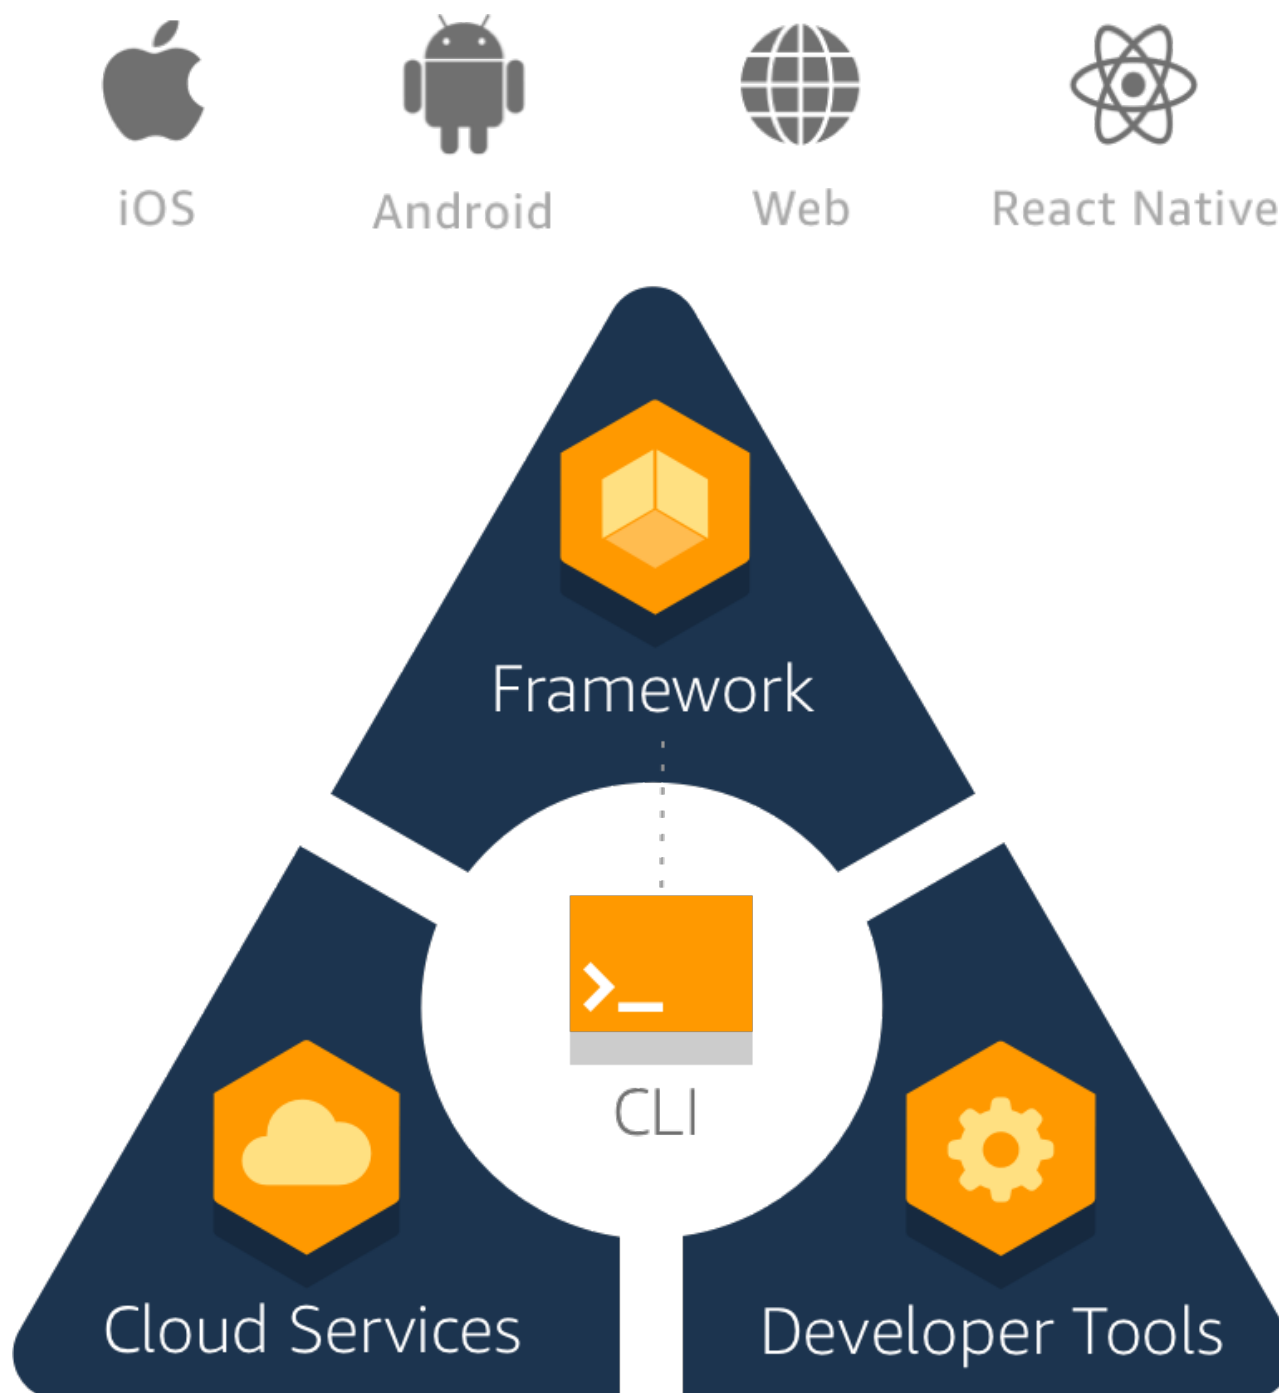 iOS
Android
Web
React Native
Framework
>_
CLI
Cloud Services
Developer Tools